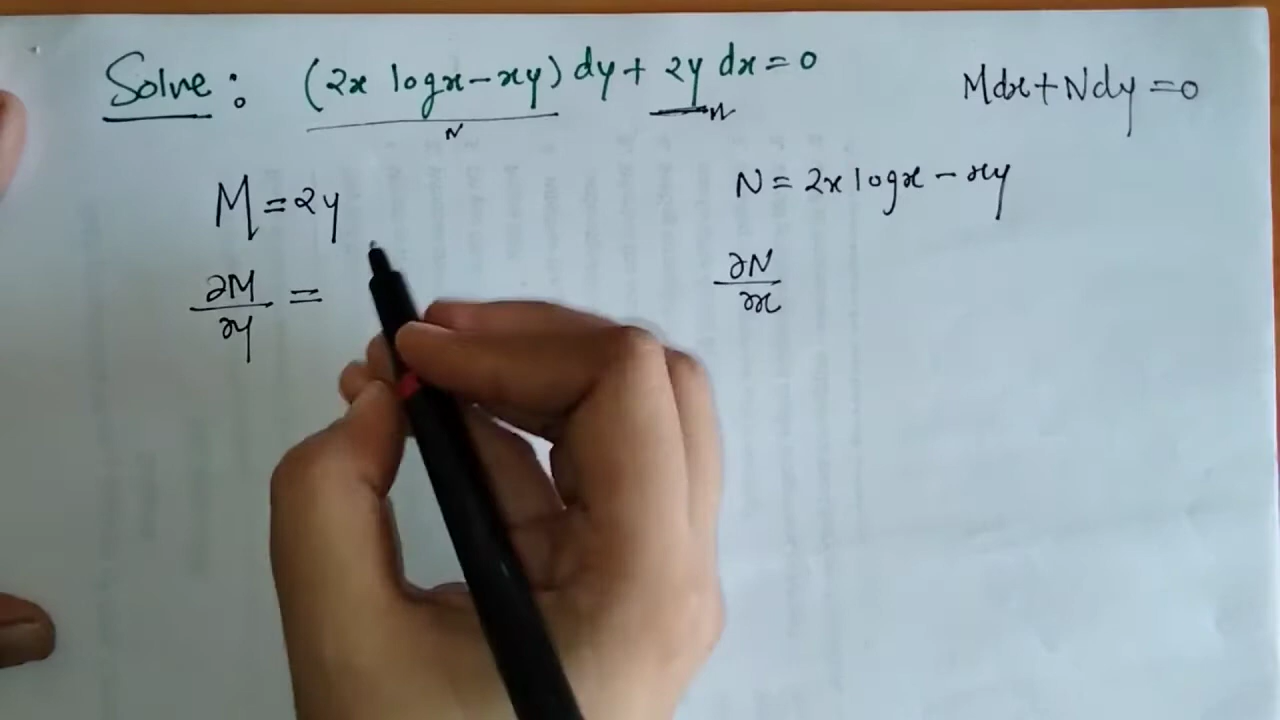 Solve : (2x logx - xy) dy + 2y dx = 0
Mdx + Ndy = 0
N
M = 2y
N = 2x logx - xy
∂M/∂y =
∂N/∂x